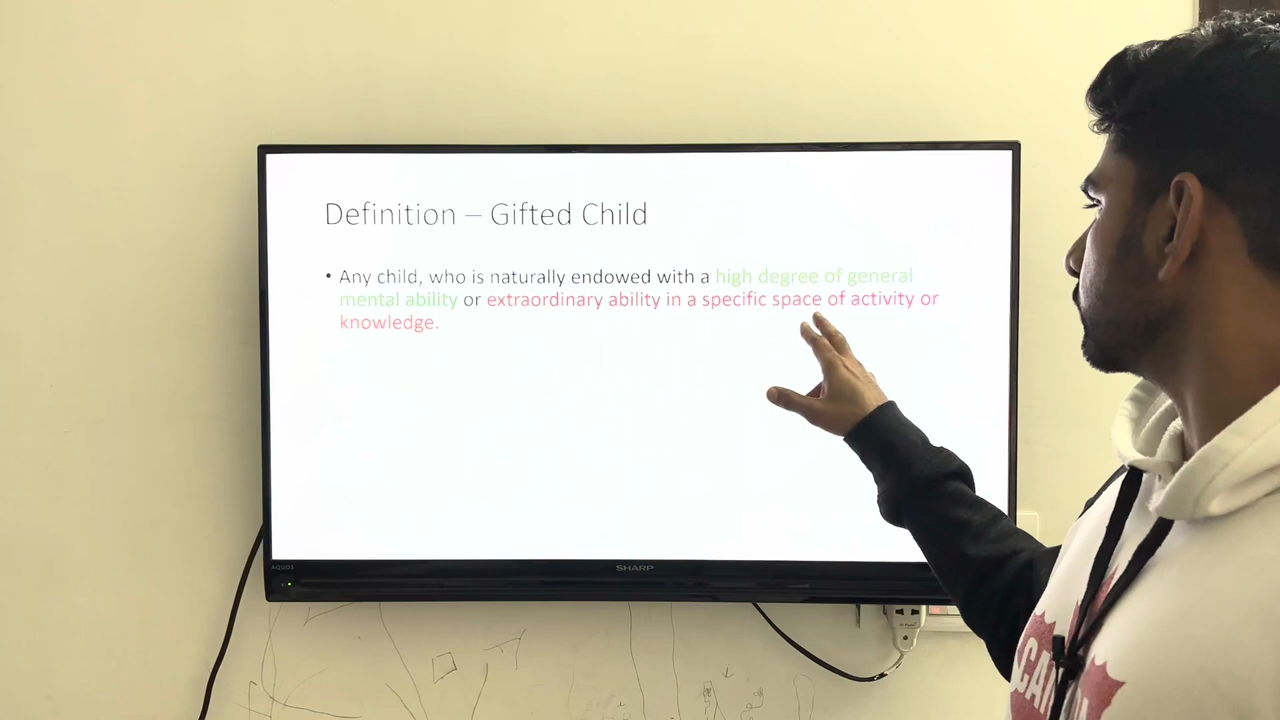 Definition – Gifted Child
• Any child, who is naturally endowed with a high degree of general
mental ability or extraordinary ability in a specific space of activity or
knowledge.
AQUOS
SHARP